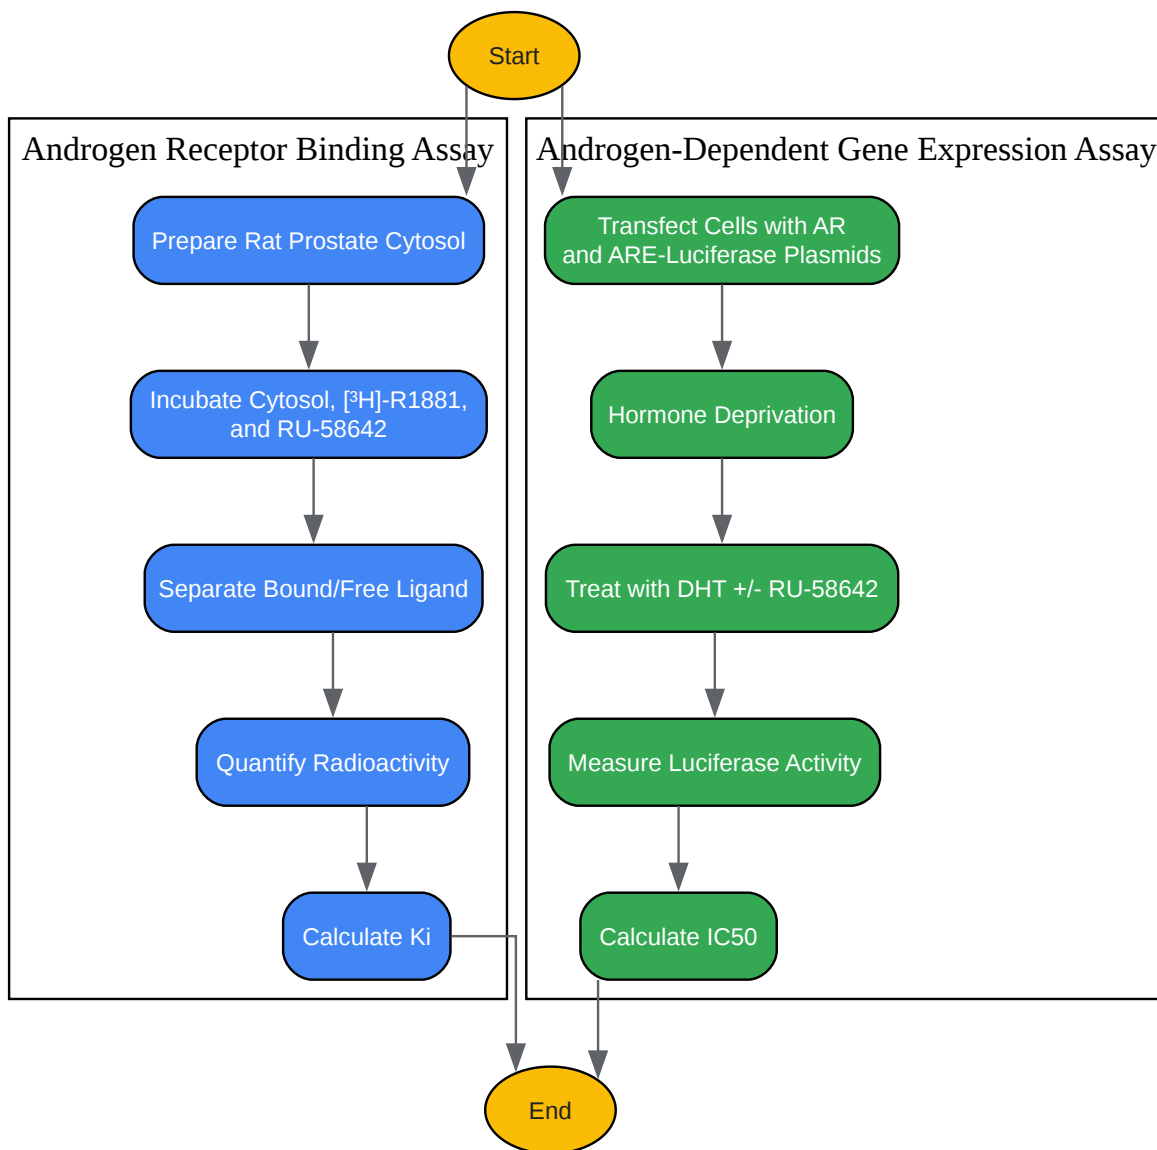 Start
Androgen Receptor Binding Assay
Prepare Rat Prostate Cytosol
Incubate Cytosol, [³H]-R1881,
and RU-58642
Separate Bound/Free Ligand
Quantify Radioactivity
Calculate Ki
Androgen-Dependent Gene Expression Assay
Transfect Cells with AR
and ARE-Luciferase Plasmids
Hormone Deprivation
Treat with DHT +/- RU-58642
Measure Luciferase Activity
Calculate IC50
End